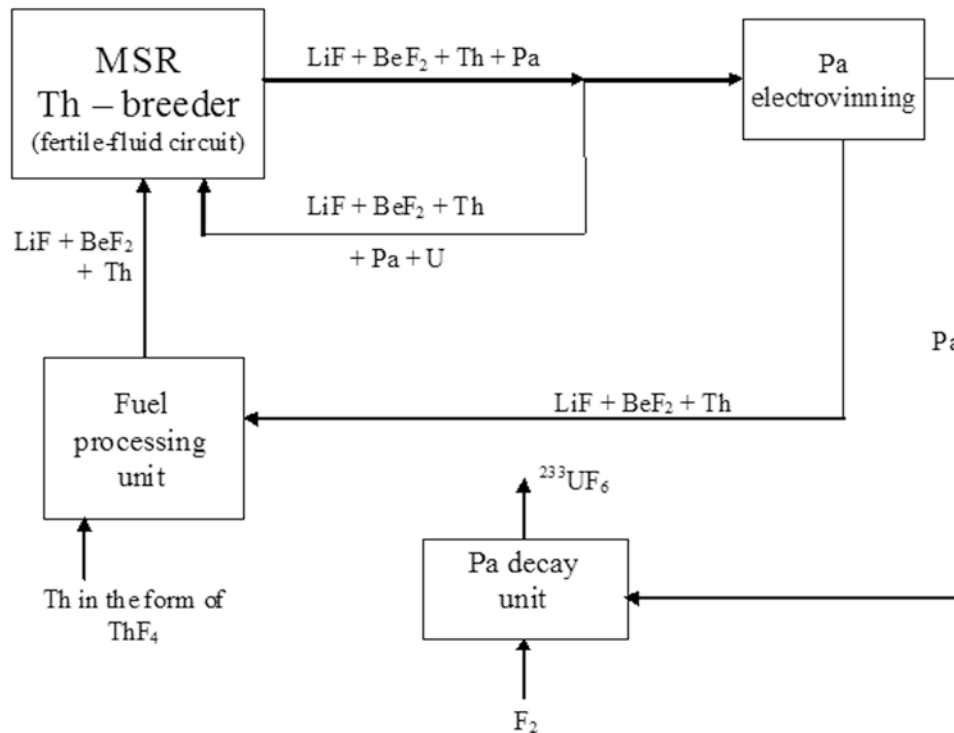 MSR
Th – breeder
(fertile-fluid circuit)
LiF + BeF₂ + Th + Pa
Pa
electrovinning
LiF + BeF₂ + Th
+ Pa + U
LiF + BeF₂
+ Th
Pa
Fuel
processing
unit
LiF + BeF₂ + Th
²³³UF₆
Pa decay
unit
Th in the form of
ThF₄
F₂